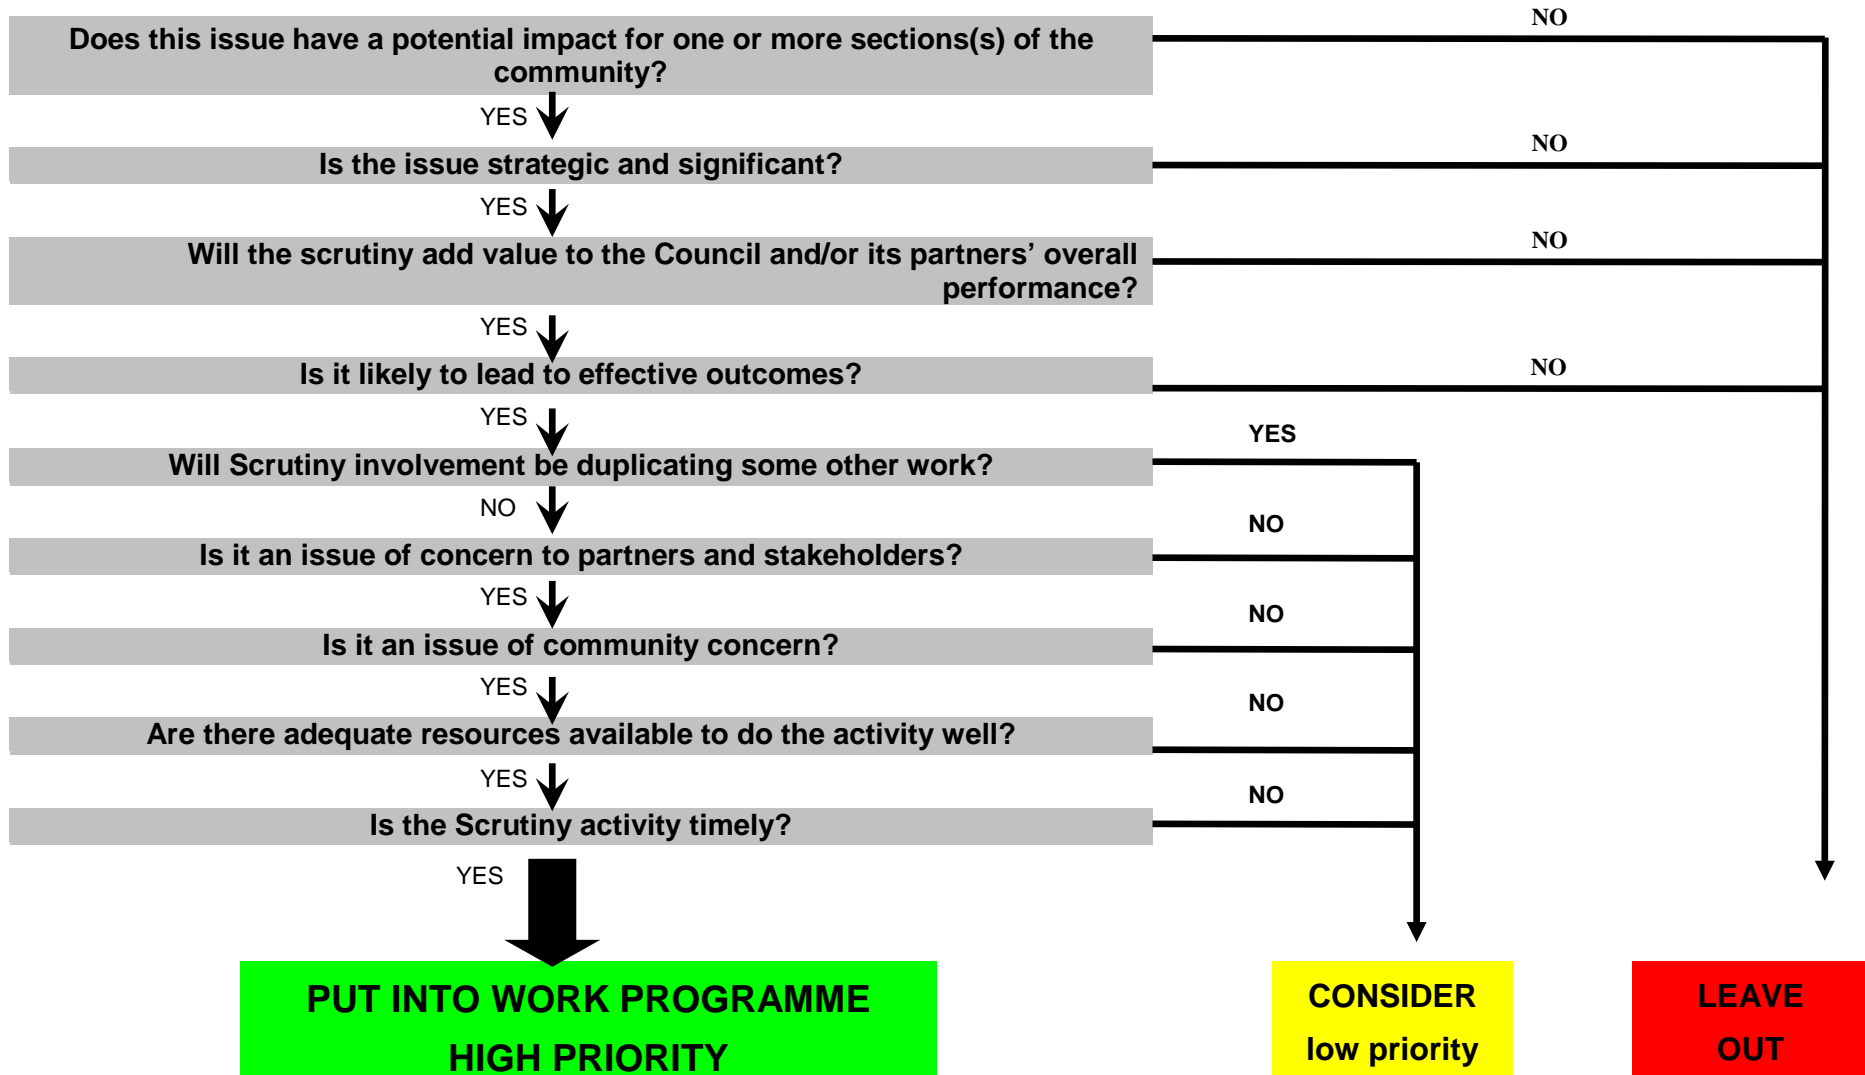 NO
Does this issue have a potential impact for one or more sections(s) of the
community?
YES
NO
Is the issue strategic and significant?
YES
NO
Will the scrutiny add value to the Council and/or its partners’ overall
performance?
YES
NO
Is it likely to lead to effective outcomes?
YES
YES
Will Scrutiny involvement be duplicating some other work?
NO
NO
Is it an issue of concern to partners and stakeholders?
YES
NO
Is it an issue of community concern?
YES
NO
Are there adequate resources available to do the activity well?
YES
NO
Is the Scrutiny activity timely?
YES
PUT INTO WORK PROGRAMME
HIGH PRIORITY
CONSIDER
low priority
LEAVE
OUT